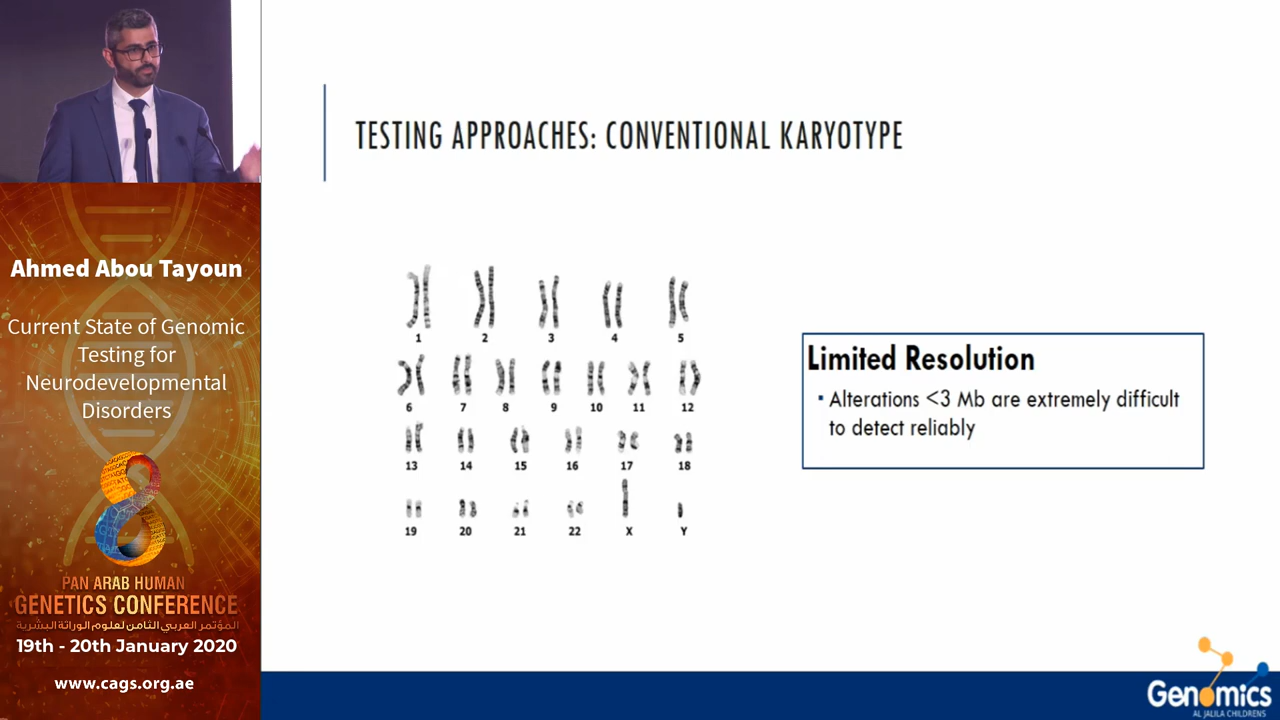 Ahmed Abou Tayoun
Current State of Genomic
Testing for
Neurodevelopmental
Disorders
PAN ARAB HUMAN
GENETICS CONFERENCE
المؤتمر العربي الثامن لعلوم الوراثة البشرية
19th - 20th January 2020
www.cags.org.ae
TESTING APPROACHES: CONVENTIONAL KARYOTYPE
1 2 3 4 5
6 7 8 9 10 11 12
13 14 15 16 17 18
19 20 21 22 X Y
Limited Resolution
▪ Alterations <3 Mb are extremely difficult
to detect reliably
Genomics
AL JALILA CHILDRENS